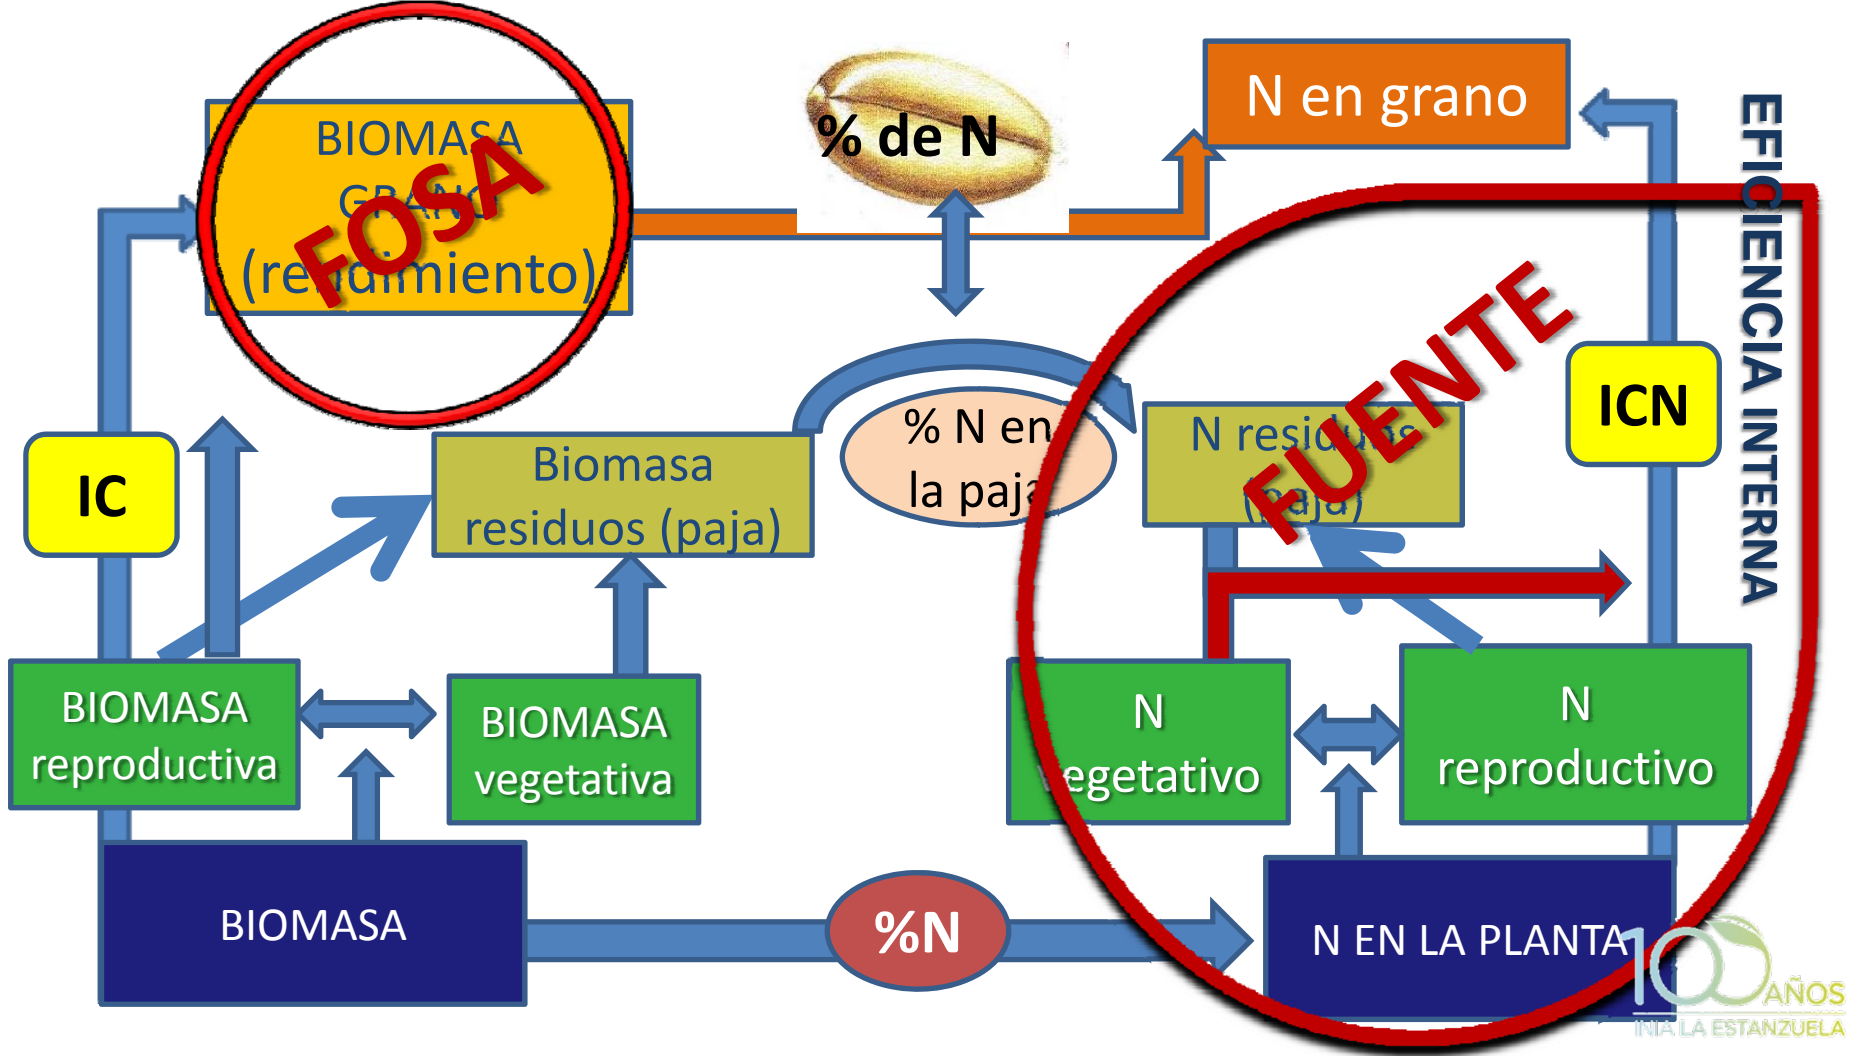 BIOMASA
GRANO
(rendimiento)
FOSA
% de N
N en grano
EFICIENCIA INTERNA
FUENTE
IC
Biomasa
residuos (paja)
% N en
la paja
N residuos
(paja)
ICN
BIOMASA
reproductiva
BIOMASA
vegetativa
N
vegetativo
N
reproductivo
BIOMASA
%N
N EN LA PLANTA
100 AÑOS
INIA LA ESTANZUELA